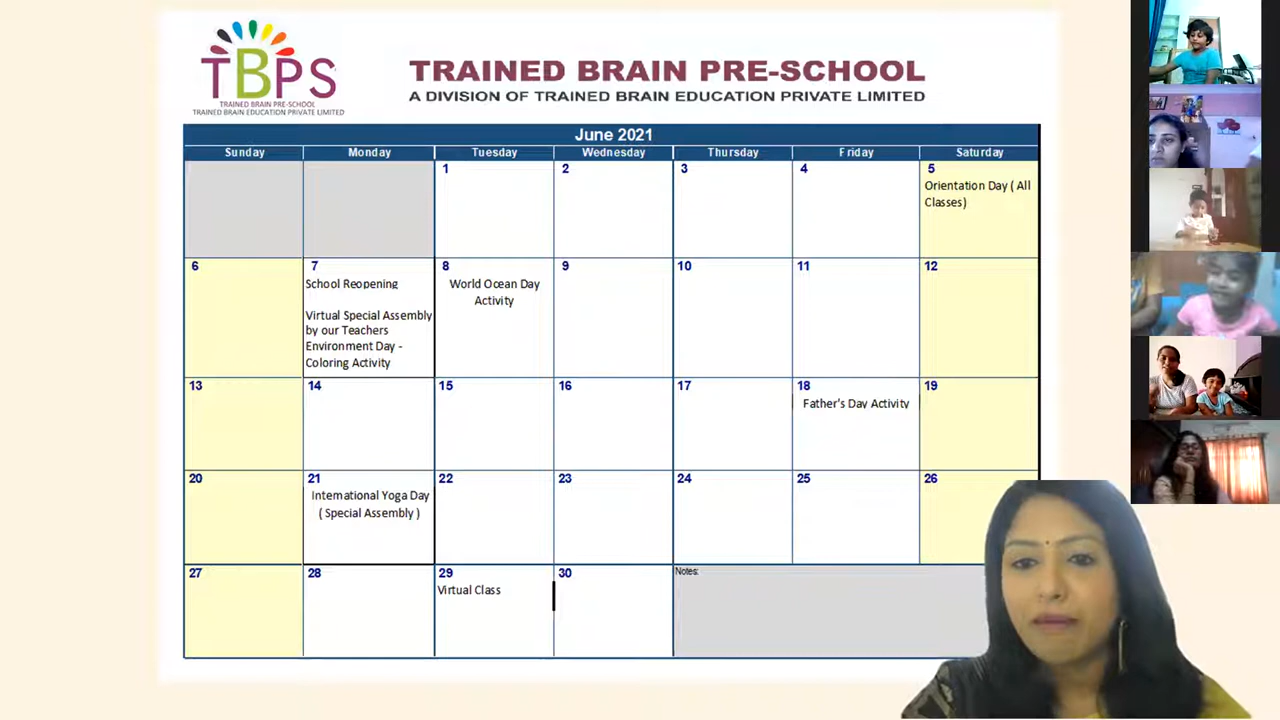 TBPS
TRAINED BRAIN PRE-SCHOOL
TRAINED BRAIN EDUCATION PRIVATE LIMITED
TRAINED BRAIN PRE-SCHOOL
A DIVISION OF TRAINED BRAIN EDUCATION PRIVATE LIMITED
June 2021
Sunday Monday Tuesday Wednesday Thursday Friday Saturday
1 2 3 4 5
Orientation Day ( All
Classes)
6 7 8 9 10 11 12
School Reopening
Virtual Special Assembly
by our Teachers
Environment Day -
Coloring Activity
World Ocean Day
Activity
13 14 15 16 17 18 19
Father's Day Activity
20 21 22 23 24 25 26
International Yoga Day
( Special Assembly )
27 28 29 30
Virtual Class
Notes: